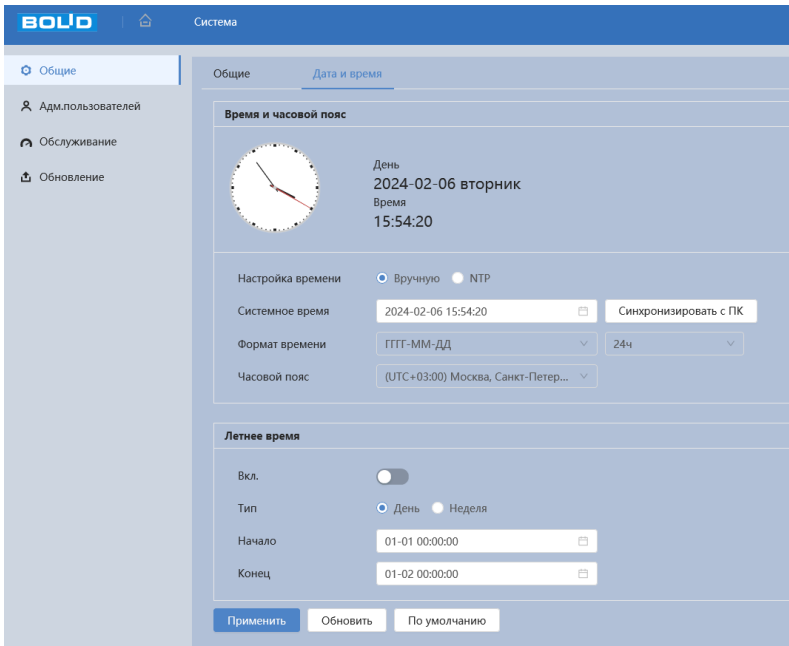 BOLID
Система
Общие
Адм.пользователей
Обслуживание
Обновление
Общие Дата и время
Время и часовой пояс
День
2024-02-06 вторник
Время
15:54:20
Настройка времени Вручную NTP
Системное время 2024-02-06 15:54:20 Синхронизировать с ПК
Формат времени ГГГГ-ММ-ДД 24ч
Часовой пояс (UTC+03:00) Москва, Санкт-Петер...
Летнее время
Вкл.
Тип День Неделя
Начало 01-01 00:00:00
Конец 01-02 00:00:00
Применить Обновить По умолчанию